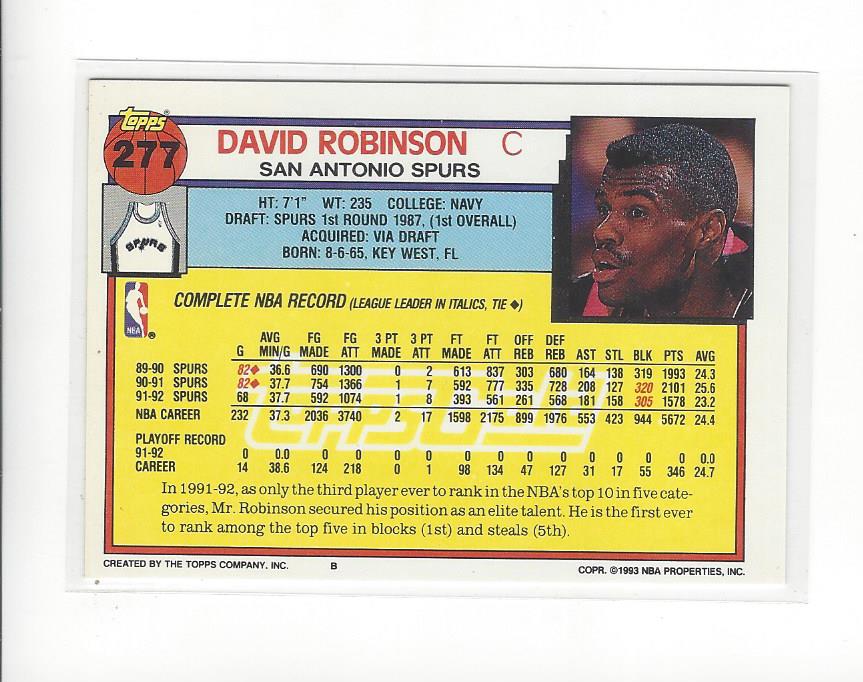 Topps®
277
DAVID ROBINSON C
SAN ANTONIO SPURS
SPURS
HT: 7'1" WT: 235 COLLEGE: NAVY
DRAFT: SPURS 1st ROUND 1987, (1st OVERALL)
ACQUIRED: VIA DRAFT
BORN: 8-6-65, KEY WEST, FL
NBA ®
COMPLETE NBA RECORD (LEAGUE LEADER IN ITALICS, TIE ◆)
AVG FG FG 3 PT 3 PT FT FT OFF DEF
G MIN/G MADE ATT MADE ATT MADE ATT REB REB AST STL BLK PTS AVG
89-90 SPURS 82◆ 36.6 690 1300 0 2 613 837 303 680 164 138 319 1993 24.3
90-91 SPURS 82◆ 37.7 754 1366 1 7 592 777 335 728 208 127 320 2101 25.6
91-92 SPURS 68 37.7 592 1074 1 8 393 561 261 568 181 158 305 1578 23.2
NBA CAREER 232 37.3 2036 3740 2 17 1598 2175 899 1976 553 423 944 5672 24.4
PLAYOFF RECORD
91-92 0 0.0 0 0 0 0 0 0 0 0 0 0 0 0 0.0
CAREER 14 38.6 124 218 0 1 98 134 47 127 31 17 55 346 24.7
In 1991-92, as only the third player ever to rank in the NBA's top 10 in five cate-
gories, Mr. Robinson secured his position as an elite talent. He is the first ever
to rank among the top five in blocks (1st) and steals (5th).
CREATED BY THE TOPPS COMPANY, INC. B COPR. ©1993 NBA PROPERTIES, INC.